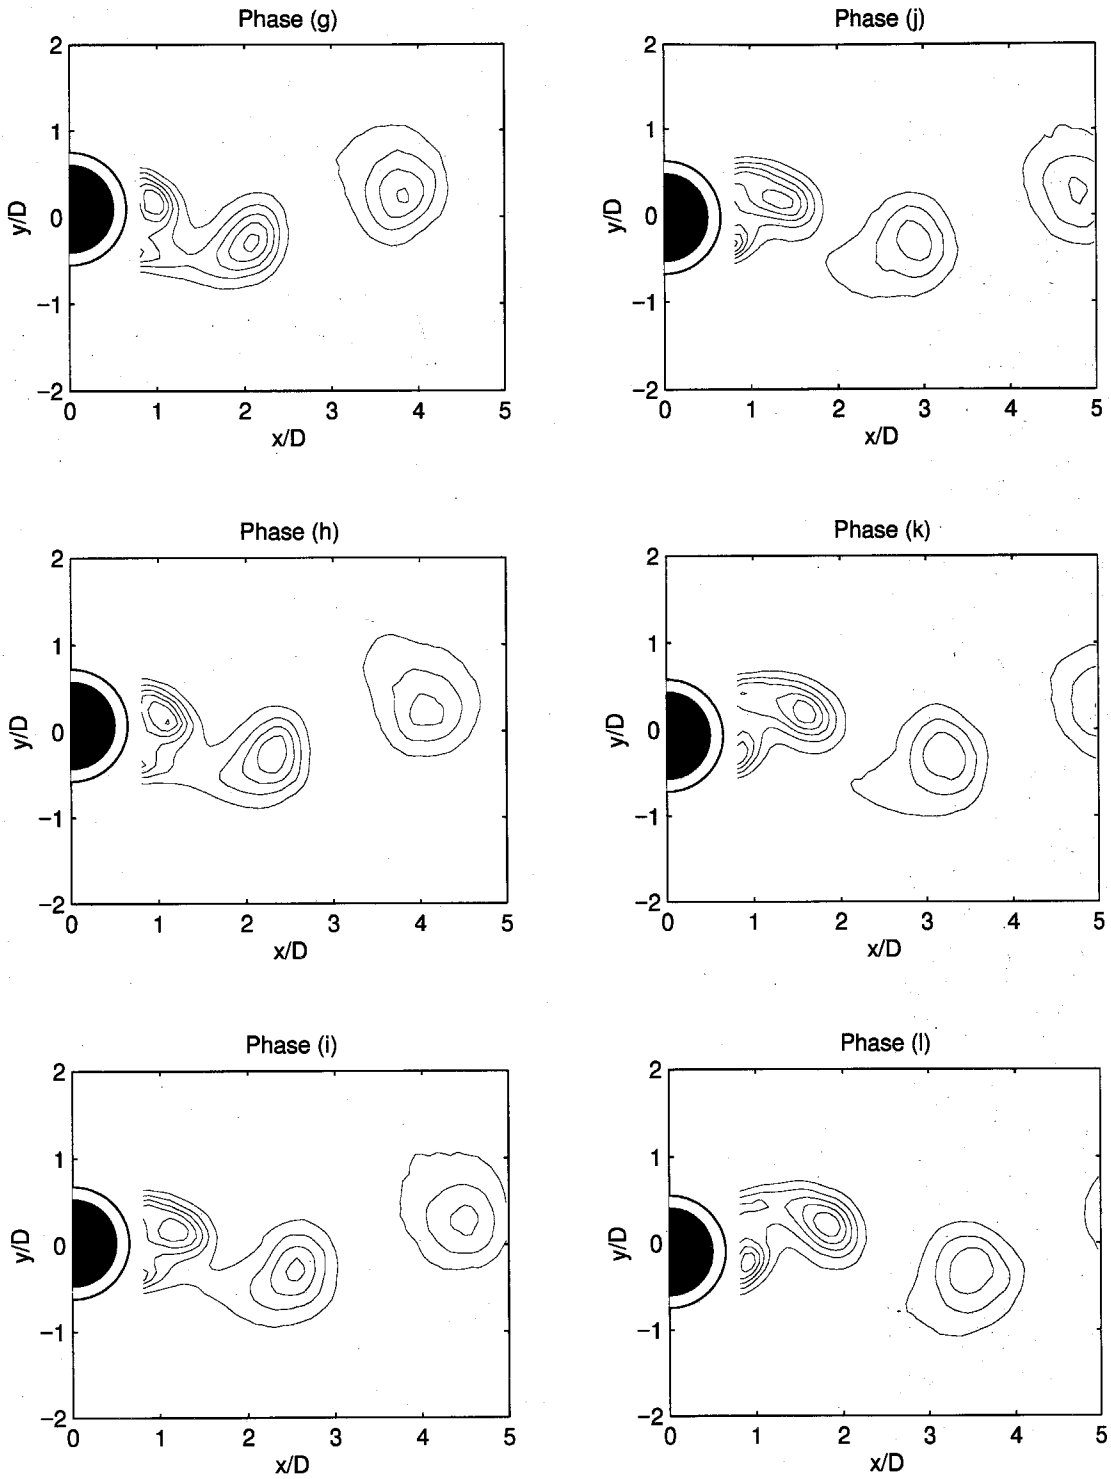 Phase (g)
2
1
0
−1
−2
y/D
0 1 2 3 4 5
x/D
Phase (j)
2
1
0
−1
−2
y/D
0 1 2 3 4 5
x/D
Phase (h)
2
1
0
−1
−2
y/D
0 1 2 3 4 5
x/D
Phase (k)
2
1
0
−1
−2
y/D
0 1 2 3 4 5
x/D
Phase (i)
2
1
0
−1
−2
y/D
0 1 2 3 4 5
x/D
Phase (l)
2
1
0
−1
−2
y/D
0 1 2 3 4 5
x/D